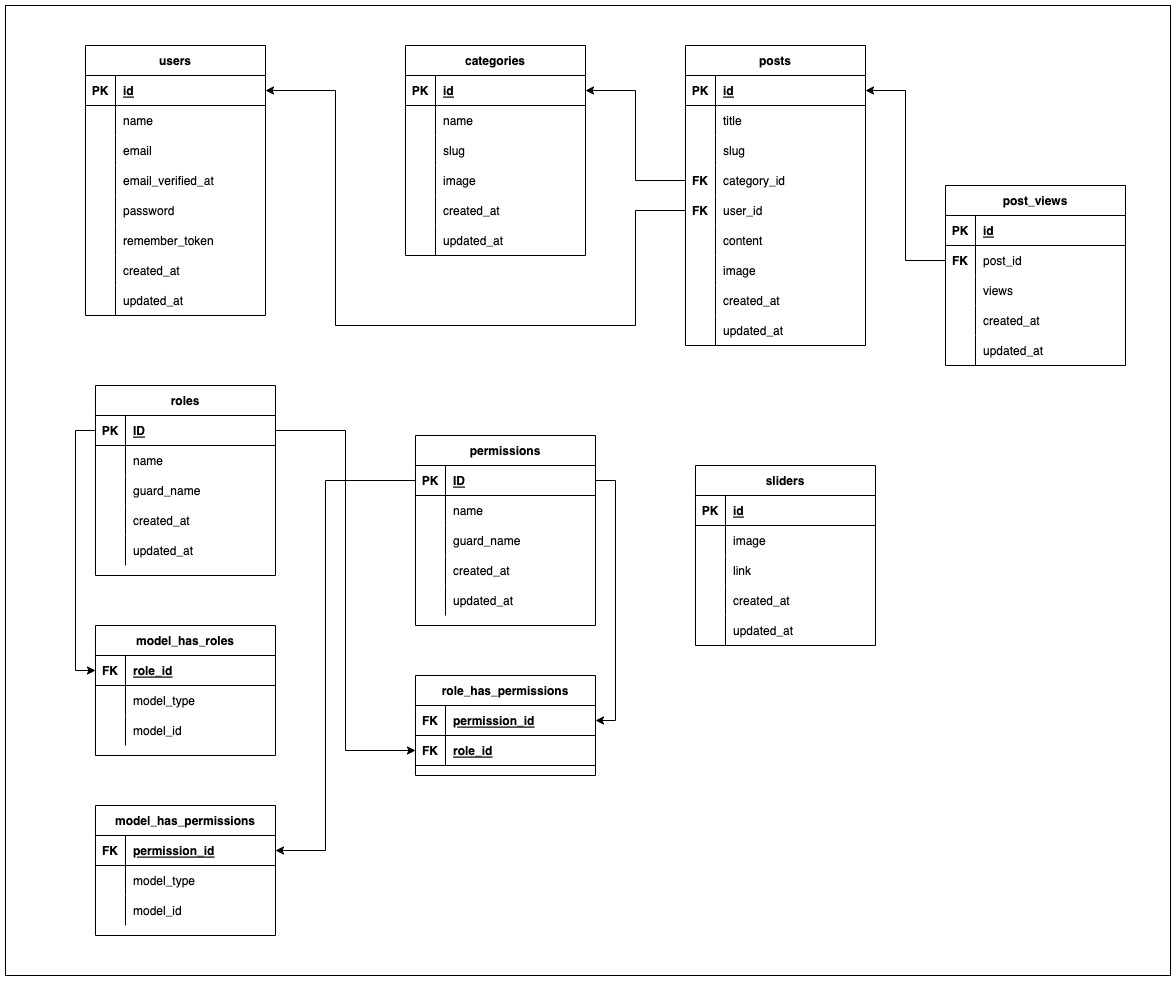 users
PK id
name
email
email_verified_at
password
remember_token
created_at
updated_at
categories
PK id
name
slug
image
created_at
updated_at
posts
PK id
title
slug
FK category_id
FK user_id
content
image
created_at
updated_at
post_views
PK id
FK post_id
views
created_at
updated_at
roles
PK ID
name
guard_name
created_at
updated_at
permissions
PK ID
name
guard_name
created_at
updated_at
sliders
PK id
image
link
created_at
updated_at
model_has_roles
FK role_id
model_type
model_id
role_has_permissions
FK permission_id
FK role_id
model_has_permissions
FK permission_id
model_type
model_id